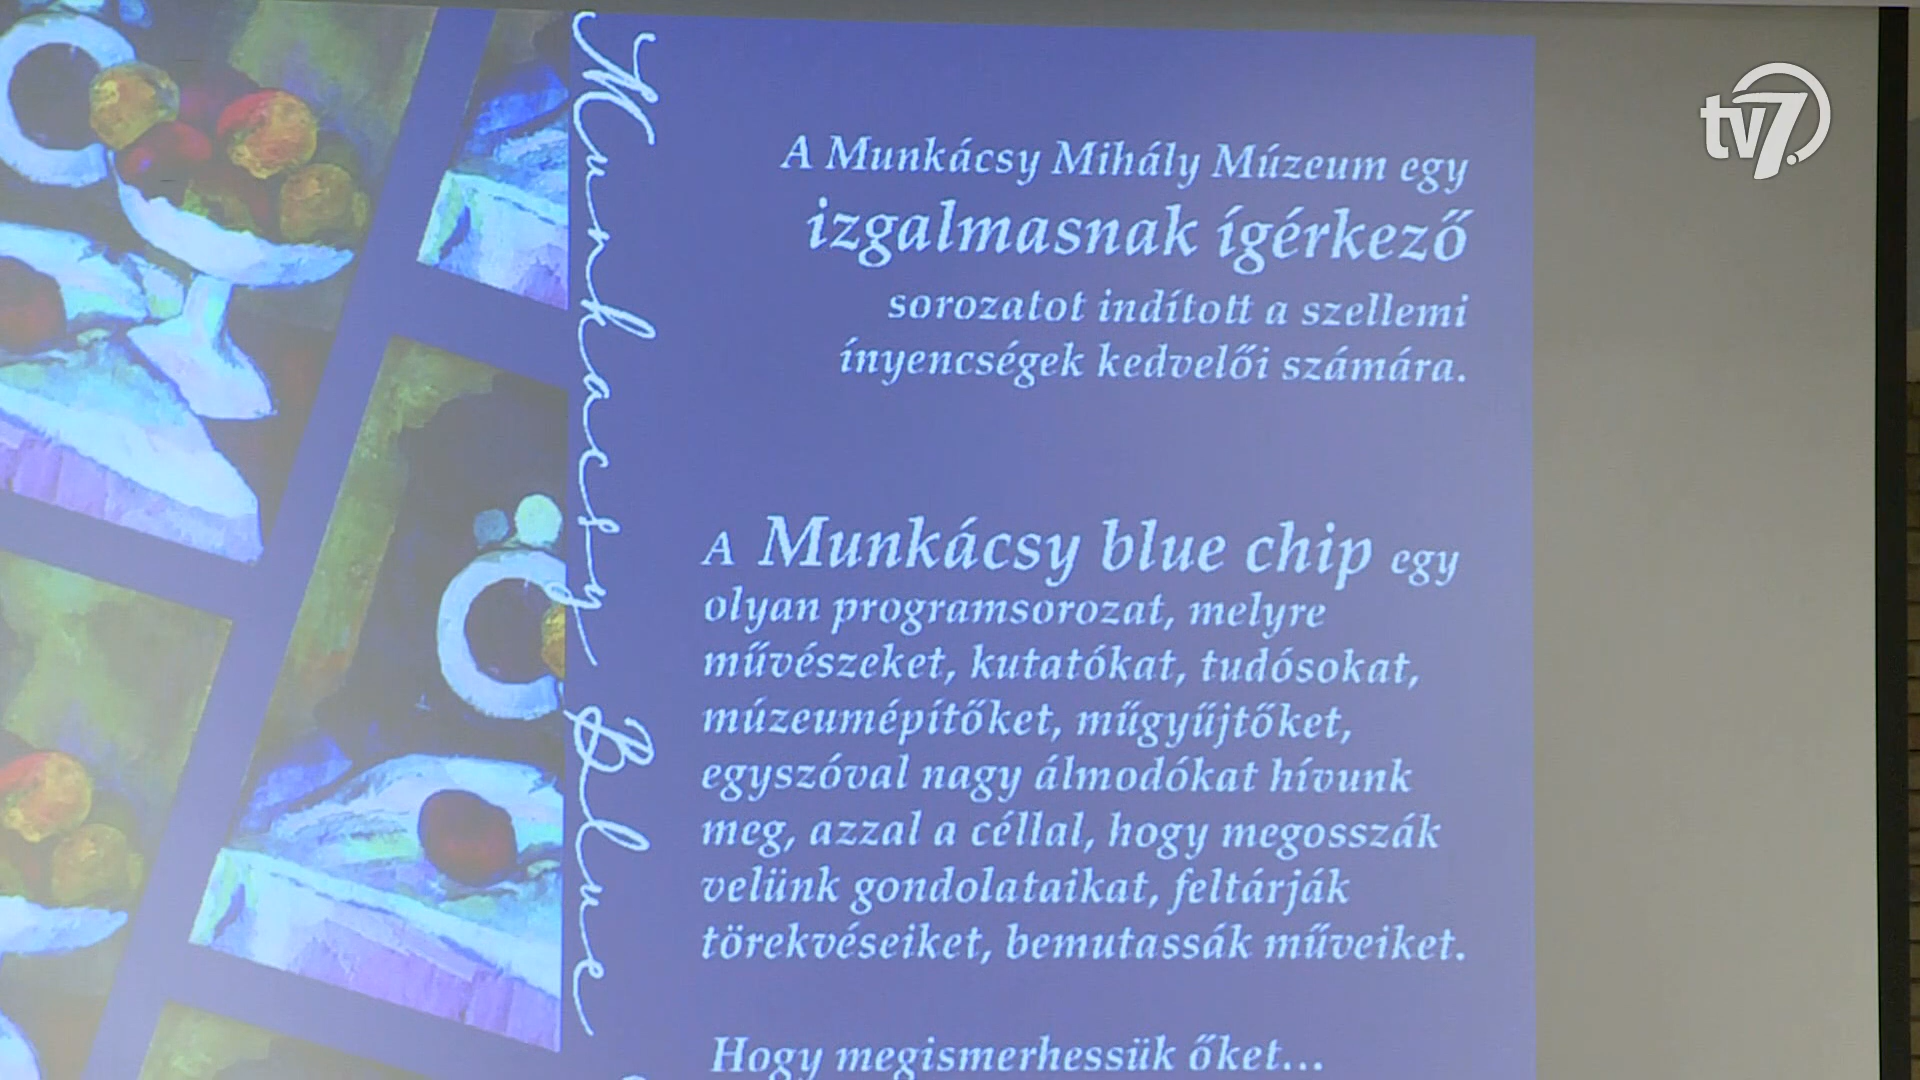 tv7
Munkácsy Blue
A Munkácsy Mihály Múzeum egy
izgalmasnak ígérkező
sorozatot indított a szellemi
ínyencségek kedvelői számára.
A Munkácsy blue chip egy
olyan programsorozat, melyre
művészeket, kutatókat, tudósokat,
múzeumépítőket, műgyűjtőket,
egyszóval nagy álmodókat hívunk
meg, azzal a céllal, hogy megosszák
velünk gondolataikat, feltárják
törekvéseiket, bemutassák műveiket.
Hogy megismerhessük őket...